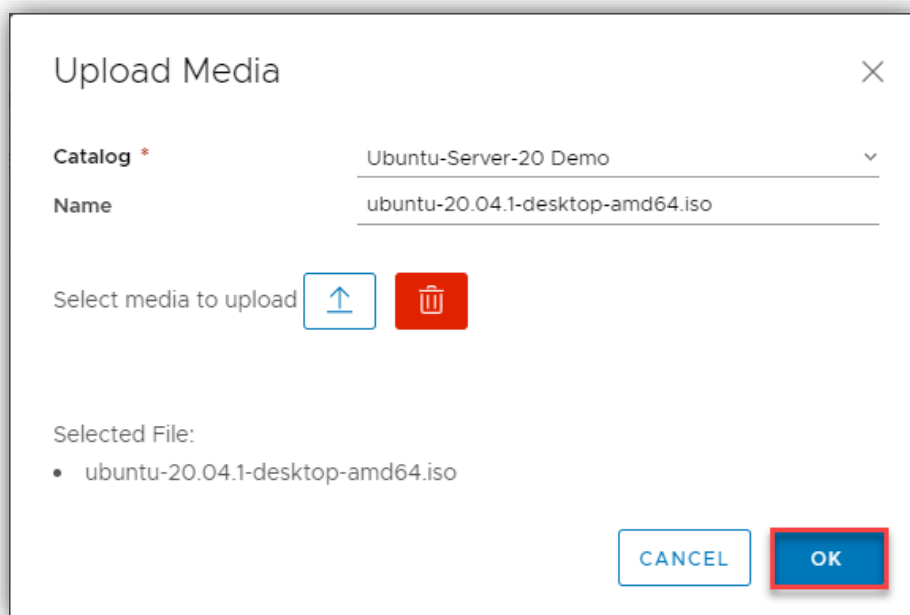 Upload Media
Catalog *
Ubuntu-Server-20 Demo
Name
ubuntu-20.04.1-desktop-amd64.iso
Select media to upload
Selected File:
• ubuntu-20.04.1-desktop-amd64.iso
CANCEL
OK